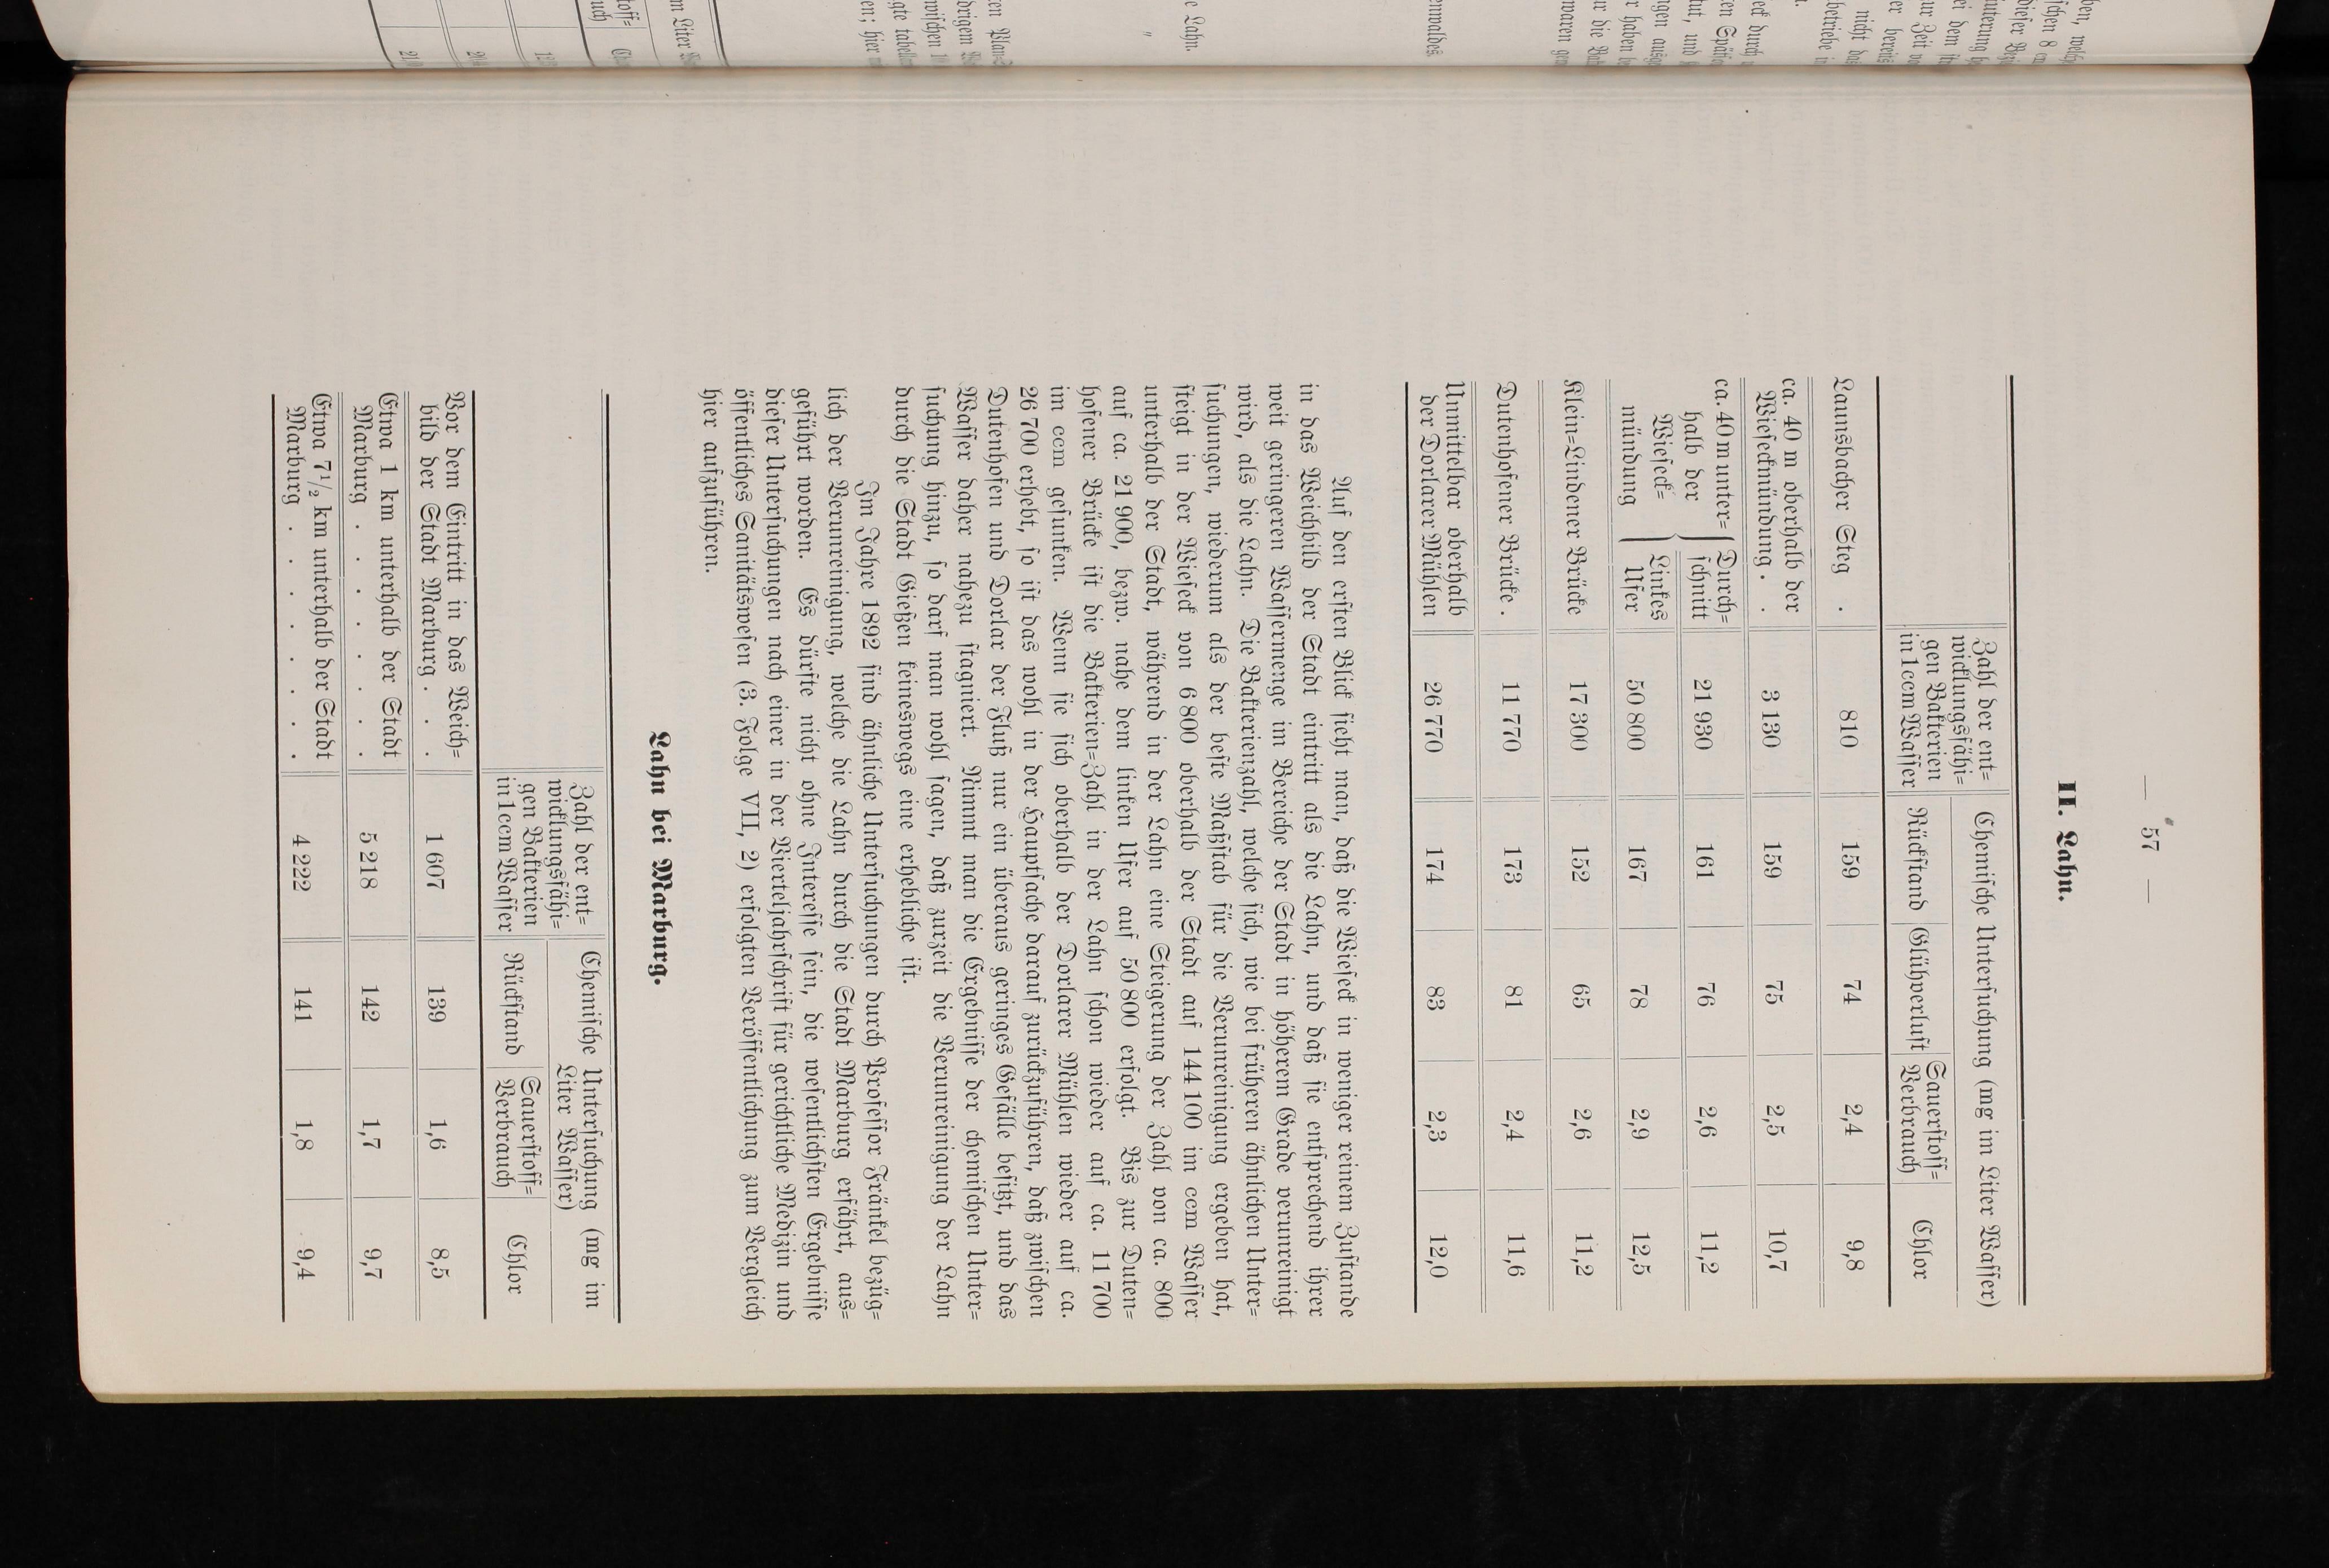 — 57 —
II. Lahn.
Zahl der ent=
wicklungsfähi=
gen Bakterien
in 1 ccm Wasser
Chemische Untersuchung (mg im Liter Wasser)
Rückstand Glühverlust Sauerstoff= Verbrauch Chlor
Launsbacher Steg . 810 159 74 2,4 9,8
ca. 40 m oberhalb der
Wieseckmündung . . 3 130 159 75 2,5 10,7
ca. 40 m unter=
halb der
Wieseck=
mündung
Durch=
schnitt 21 930 161 76 2,6 11,2
Linkes
Ufer 50 800 167 78 2,9 12,5
Klein=Lindener Brücke 17 300 152 65 2,6 11,2
Dutenhofener Brücke . 11 770 173 81 2,4 11,6
Unmittelbar oberhalb
der Dorlarer Mühlen 26 770 174 83 2,3 12,0
Auf den ersten Blick sieht man, daß die Wieseck in weniger reinem Zustande
in das Weichbild der Stadt eintritt als die Lahn, und daß sie entsprechend ihrer
weit geringeren Wassermenge im Bereiche der Stadt in höherem Grade verunreinigt
wird, als die Lahn. Die Bakterienzahl, welche sich, wie bei früheren ähnlichen Unter=
suchungen, wiederum als der beste Maßstab für die Verunreinigung ergeben hat,
steigt in der Wieseck von 6 800 oberhalb der Stadt auf 144 100 im ccm Wasser
unterhalb der Stadt, während in der Lahn eine Steigerung der Zahl von ca. 800
auf ca. 21 900, bezw. nahe dem linken Ufer auf 50 800 erfolgt. Bis zur Duten=
hofener Brücke ist die Bakterien=Zahl in der Lahn schon wieder auf ca. 11 700
im ccm gesunken. Wenn sie sich oberhalb der Dorlarer Mühlen wieder auf ca.
26 700 erhebt, so ist das wohl in der Hauptsache darauf zurückzuführen, daß zwischen
Dutenhofen und Dorlar der Fluß nur ein überaus geringes Gefälle besitzt, und das
Wasser daher nahezu stagniert. Nimmt man die Ergebnisse der chemischen Unter=
suchung hinzu, so darf man wohl sagen, daß zurzeit die Verunreinigung der Lahn
durch die Stadt Gießen keineswegs eine erhebliche ist.
Im Jahre 1892 sind ähnliche Untersuchungen durch Professor Fränkel bezüg=
lich der Verunreinigung, welche die Lahn durch die Stadt Marburg erfährt, aus=
geführt worden. Es dürfte nicht ohne Interesse sein, die wesentlichsten Ergebnisse
dieser Untersuchungen nach einer in der Vierteljahrschrift für gerichtliche Medizin und
öffentliches Sanitätswesen (3. Folge VII, 2) erfolgten Veröffentlichung zum Vergleich
hier aufzuführen.
Lahn bei Marburg.
Zahl der ent=
wicklungsfähi=
gen Bakterien
in 1 ccm Wasser
Chemische Untersuchung (mg im
Liter Wasser)
Rückstand Sauerstoff= Verbrauch Chlor
Vor dem Eintritt in das Weich=
bild der Stadt Marburg . . . 1 607 139 1,6 8,5
Etwa 1 km unterhalb der Stadt
Marburg . . . . . . . . 5 218 142 1,7 9,7
Etwa 7 1/2 km unterhalb der Stadt
Marburg . . . . . . . . 4 222 141 1,8 9,4